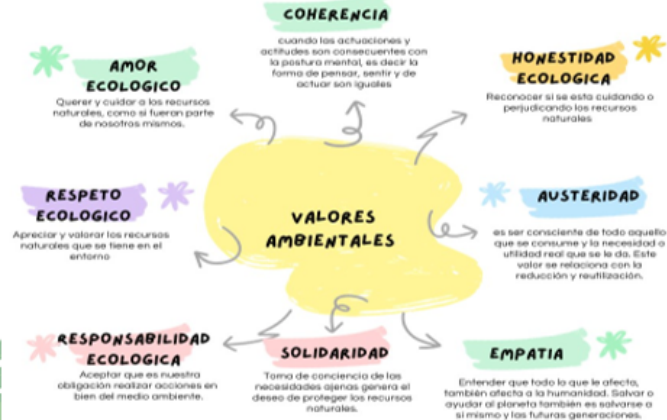 COHERENCIA
cuando las actuaciones y
actitudes son consecuentes con
la postura mental, es decir la
forma de pensar, sentir y de
actuar son iguales
AMOR
ECOLOGICO
Querer y cuidar a los recursos
naturales, como si fueran parte
de nosotros mismos.
HONESTIDAD
ECOLOGICA
Reconocer si se esta cuidando o
perjudicando los recursos
naturales
RESPETO
ECOLOGICO
Apreciar y valorar los recursos
naturales que se tiene en el
entorno
VALORES
AMBIENTALES
AUSTERIDAD
es ser consciente de todo aquello
que se consume y la necesidad o
utilidad real que se le da. Este
valor se relaciona con la
reducción y reutilización.
RESPONSABILIDAD
ECOLOGICA
Aceptar que es nuestra
obligación realizar acciones en
bien del medio ambiente.
SOLIDARIDAD
Toma de conciencia de las
necesidades ajenas genera el
deseo de proteger los recursos
naturales.
EMPATIA
Entender que todo lo que le afecta,
también afecta a la humanidad. Salvar o
ayudar al planeta también es salvarse a
si mismo y las futuras generaciones.